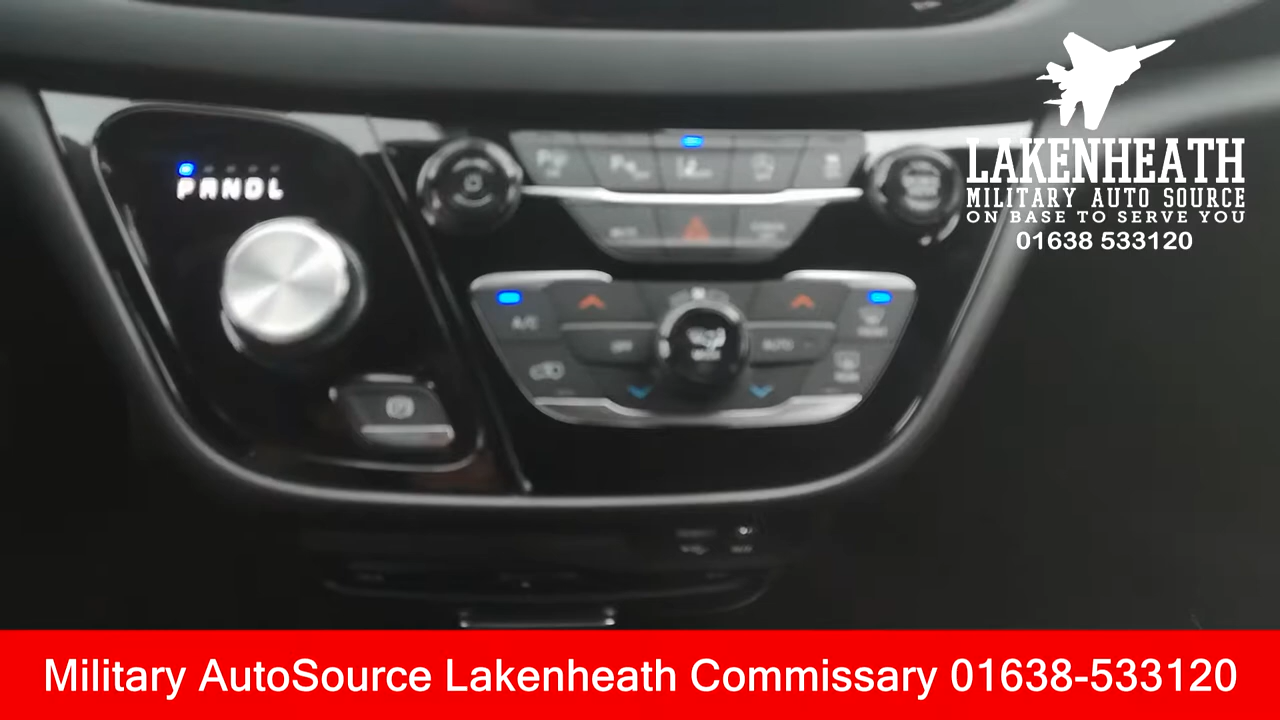 PRNDL
A/C
OFF
AUTO
LAKENHEATH
MILITARY AUTO SOURCE
ON BASE TO SERVE YOU
01638 533120
Military AutoSource Lakenheath Commissary 01638-533120